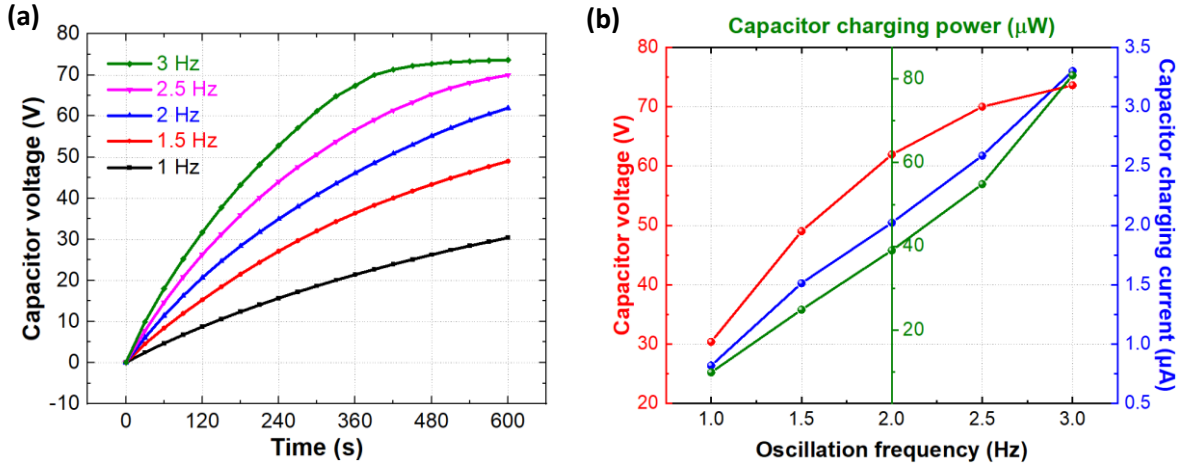 (a)
Capacitor voltage (V)
80
70
60
50
40
30
20
10
0
-10
3 Hz
2.5 Hz
2 Hz
1.5 Hz
1 Hz
0 120 240 360 480 600
Time (s)
(b)
Capacitor charging power (μW)
Capacitor voltage (V)
80
70
60
50
40
30
20
80
60
40
20
3.5
3.0
2.5
2.0
1.5
1.0
0.5
Capacitor charging current (μA)
1.0 1.5 2.0 2.5 3.0
Oscillation frequency (Hz)